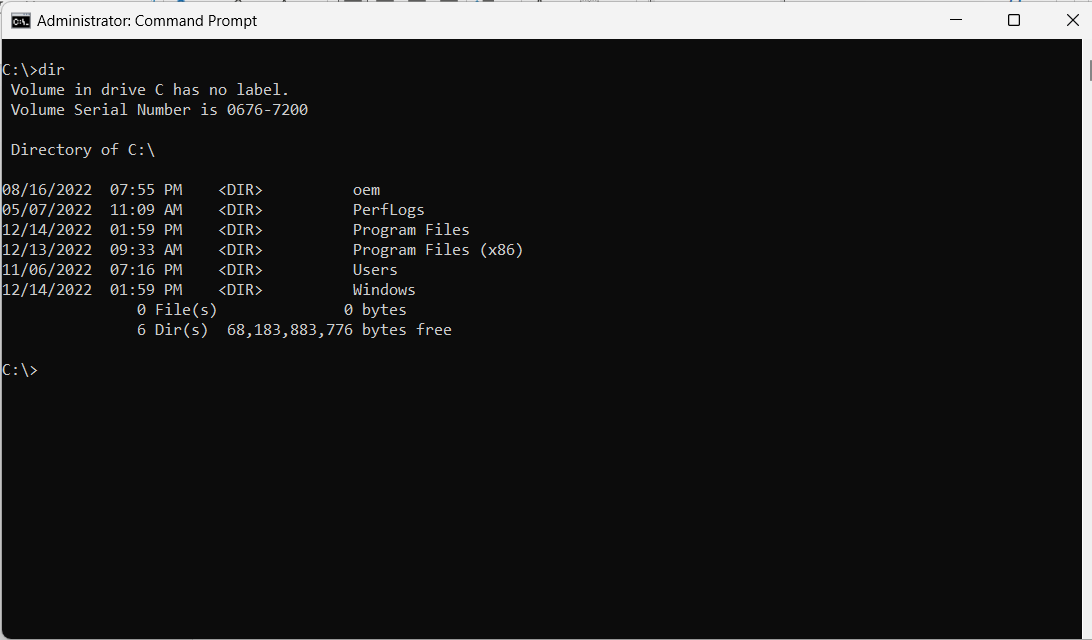 Administrator: Command Prompt
C:\>dir
 Volume in drive C has no label.
 Volume Serial Number is 0676-7200
 Directory of C:\
08/16/2022  07:55 PM    <DIR>          oem
05/07/2022  11:09 AM    <DIR>          PerfLogs
12/14/2022  01:59 PM    <DIR>          Program Files
12/13/2022  09:33 AM    <DIR>          Program Files (x86)
11/06/2022  07:16 PM    <DIR>          Users
12/14/2022  01:59 PM    <DIR>          Windows
               0 File(s)              0 bytes
               6 Dir(s)  68,183,883,776 bytes free
C:\>